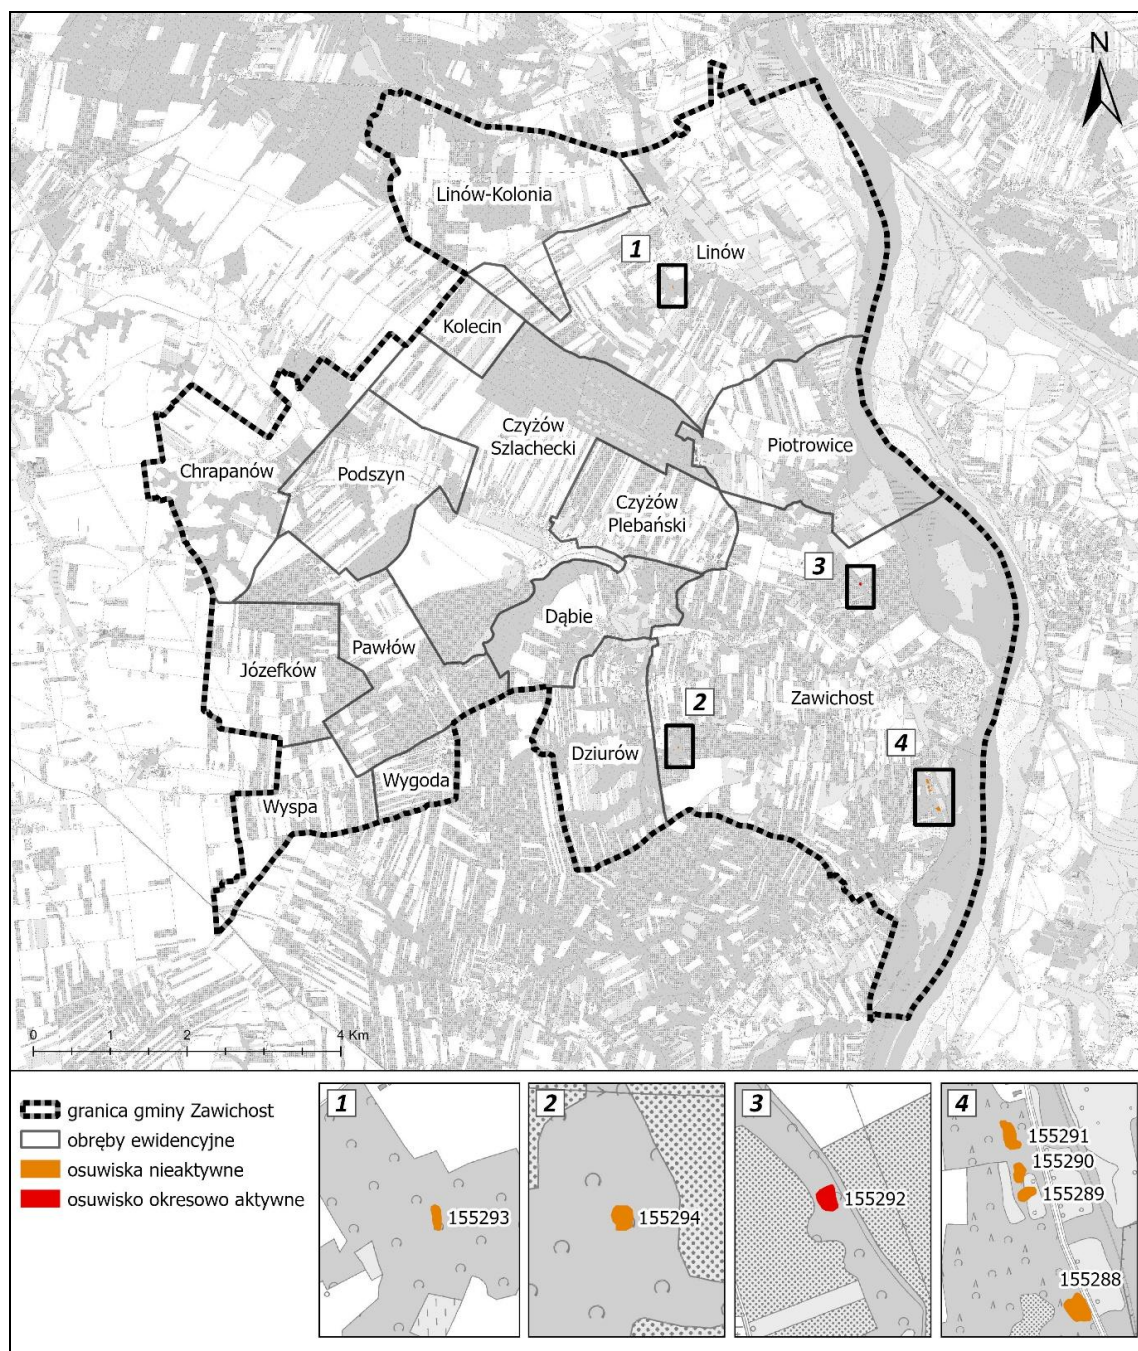 N
Linów-Kolonia
1
Linów
Kolecin
Czyżów
Szlachecki
Piotrowice
Chrapanów
Podszyn
Czyżów
Plebański
3
Dąbie
Józefków
Pawłów
Zawichost
2
Dziurów
4
Wygoda
Wyspa
0 1 2 4 Km
granica gminy Zawichost
obręby ewidencyjne
osuwiska nieaktywne
osuwisko okresowo aktywne
1
155293
2
155294
3
155292
4
155291
155290
155289
155288